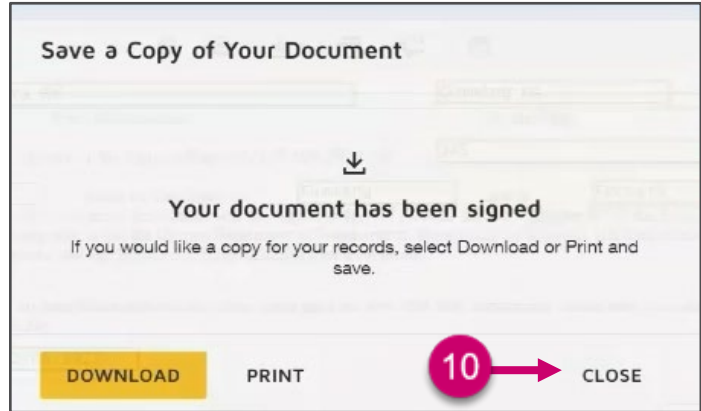 Save a Copy of Your Document
Your document has been signed
If you would like a copy for your records, select Download or Print and
save.
DOWNLOAD PRINT 10 CLOSE